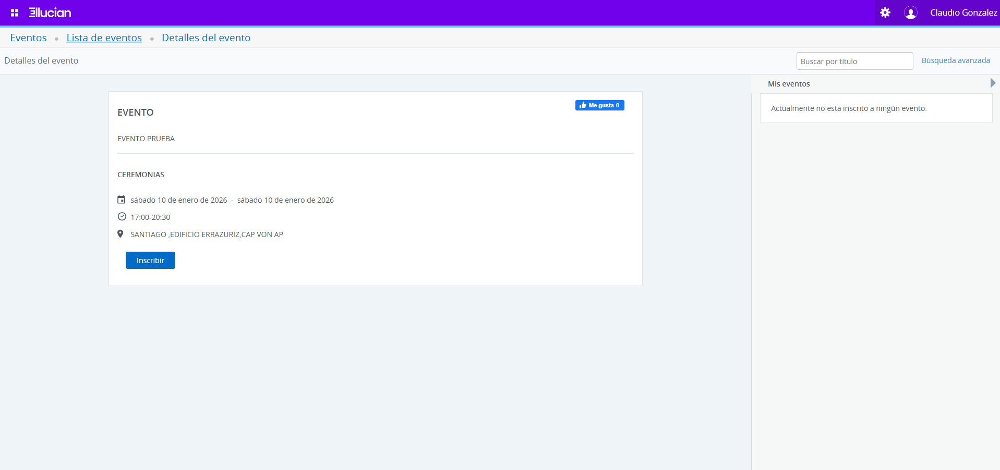 ellucian
Claudio Gonzalez
Eventos • Lista de eventos • Detalles del evento
Detalles del evento
Buscar por título
Búsqueda avanzada
Mis eventos
Actualmente no está inscrito a ningún evento.
Me gusta 0
EVENTO
EVENTO PRUEBA
CEREMONIAS
sábado 10 de enero de 2026 - sábado 10 de enero de 2026
17:00-20:30
SANTIAGO ,EDIFICIO ERRAZURIZ,CAP VON AP
Inscribir